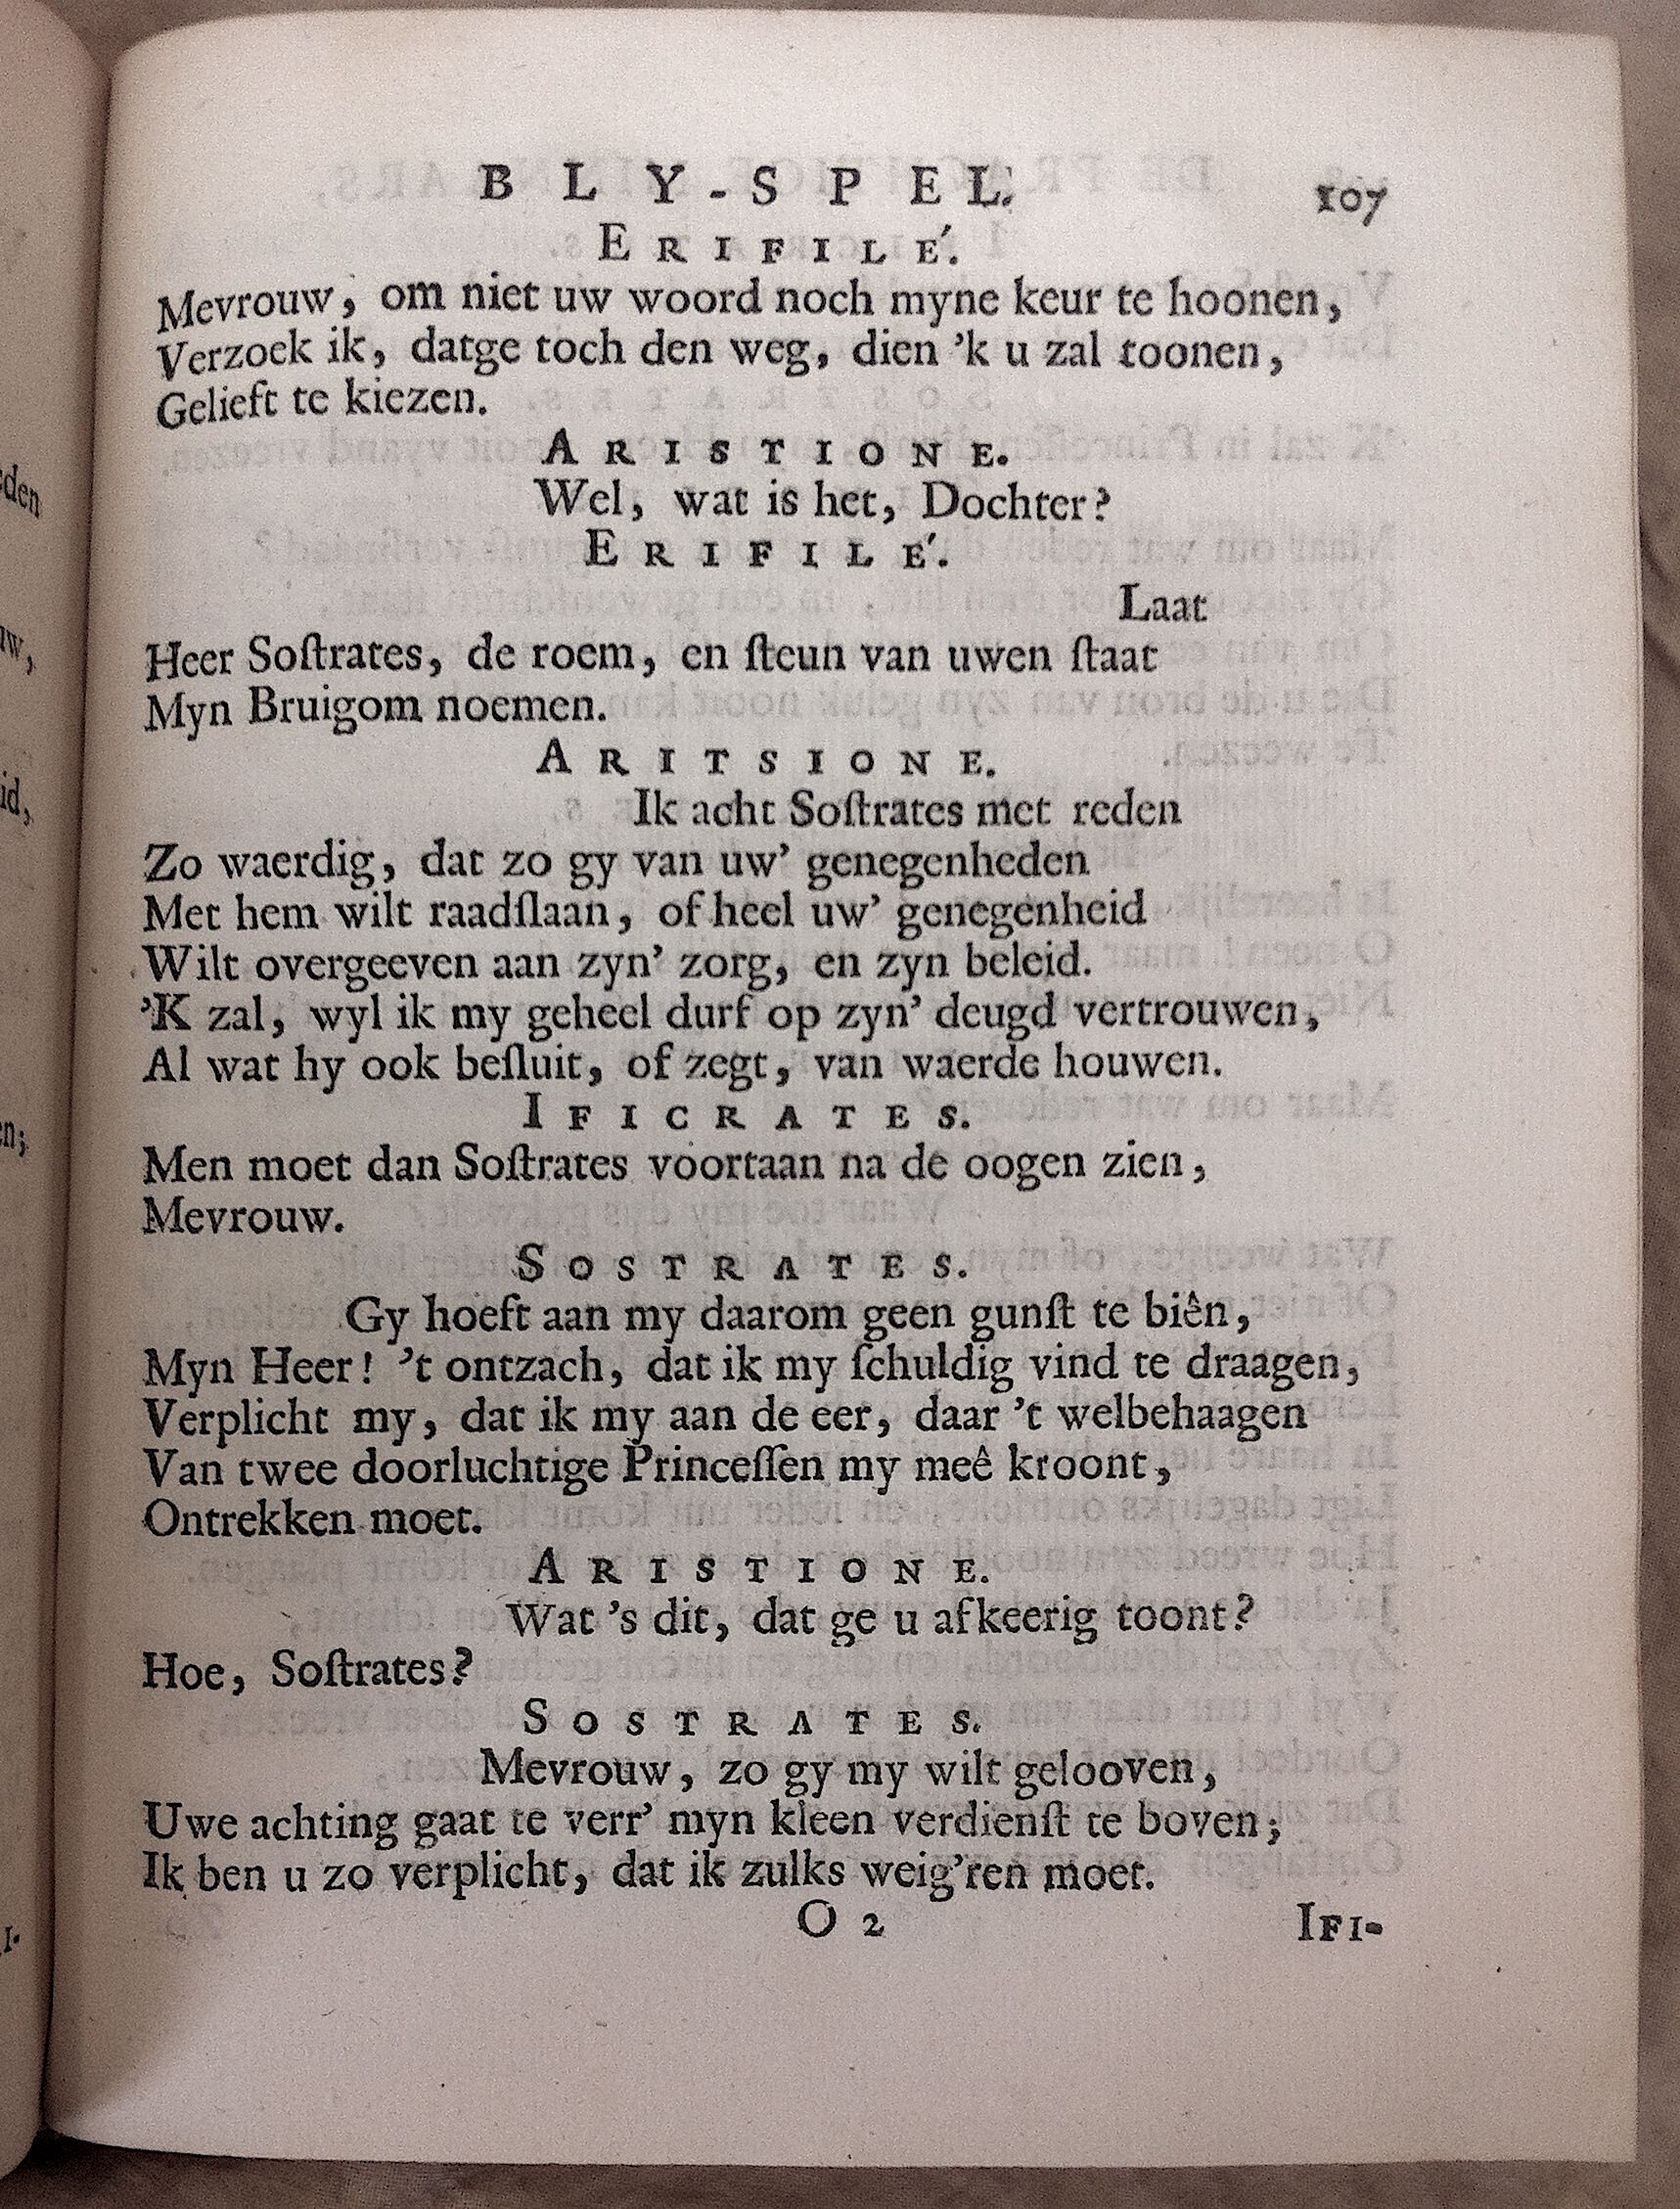 BLY-SPEL. 107
ERIFILÉ.
Mevrouw, om niet uw woord noch myne keur te hoonen,
Verzoek ik, datge toch den weg, dien 'k u zal toonen,
Gelieft te kiezen.
ARISTIONE.
Wel, wat is het, Dochter?
ERIFILÉ.
Laat
Heer Soſtrates, de roem, en ſteun van uwen ſtaat
Myn Bruigom noemen.
ARITSIONE.
Ik acht Soſtrates met reden
Zo waerdig, dat zo gy van uw' genegenheden
Met hem wilt raadſlaan, of heel uw' genegenheid
Wilt overgeeven aan zyn' zorg, en zyn beleid.
'K zal, wyl ik my geheel durf op zyn' deugd vertrouwen,
Al wat hy ook beſluit, of zegt, van waerde houwen.
IFICRATES.
Men moet dan Soſtrates voortaan na de oogen zien,
Mevrouw.
SOSTRATES.
Gy hoeft aan my daarom geen gunſt te biên,
Myn Heer! 't ontzach, dat ik my ſchuldig vind te draagen,
Verplicht my, dat ik my aan de eer, daar 't welbehaagen
Van twee doorluchtige Princeſſen my meê kroont,
Ontrekken moet.
ARISTIONE.
Wat 's dit, dat ge u afkeerig toont?
Hoe, Soſtrates?
SOSTRATES.
Mevrouw, zo gy my wilt gelooven,
Uwe achting gaat te verr' myn kleen verdienſt te boven;
Ik ben u zo verplicht, dat ik zulks weig'ren moet.
O 2 IFI-